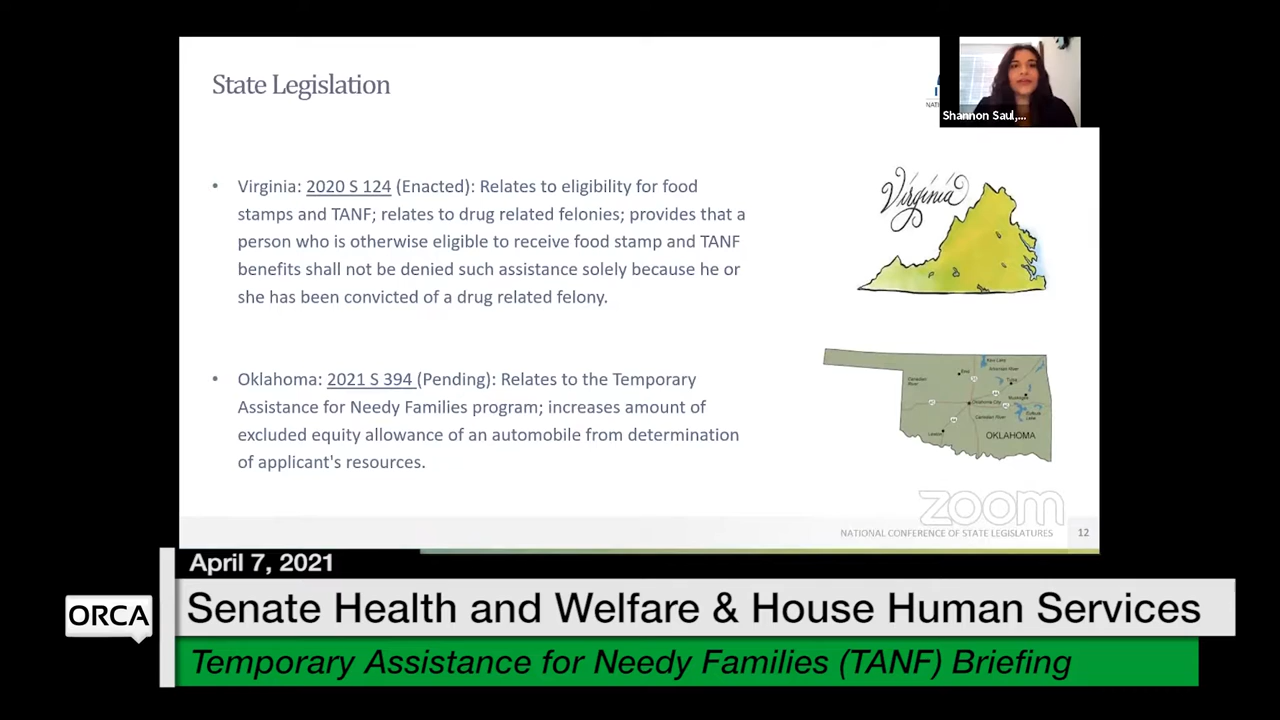 State Legislation
NAT
Shannon Saul,...
• Virginia: 2020 S 124 (Enacted): Relates to eligibility for food
stamps and TANF; relates to drug related felonies; provides that a
person who is otherwise eligible to receive food stamp and TANF
benefits shall not be denied such assistance solely because he or
she has been convicted of a drug related felony.
Virginia
• Oklahoma: 2021 S 394 (Pending): Relates to the Temporary
Assistance for Needy Families program; increases amount of
excluded equity allowance of an automobile from determination
of applicant's resources.
Oklahoma City
Lawton
OKLAHOMA
zoom
NATIONAL CONFERENCE OF STATE LEGISLATURES 12
April 7, 2021
ORCA
Senate Health and Welfare & House Human Services
Temporary Assistance for Needy Families (TANF) Briefing